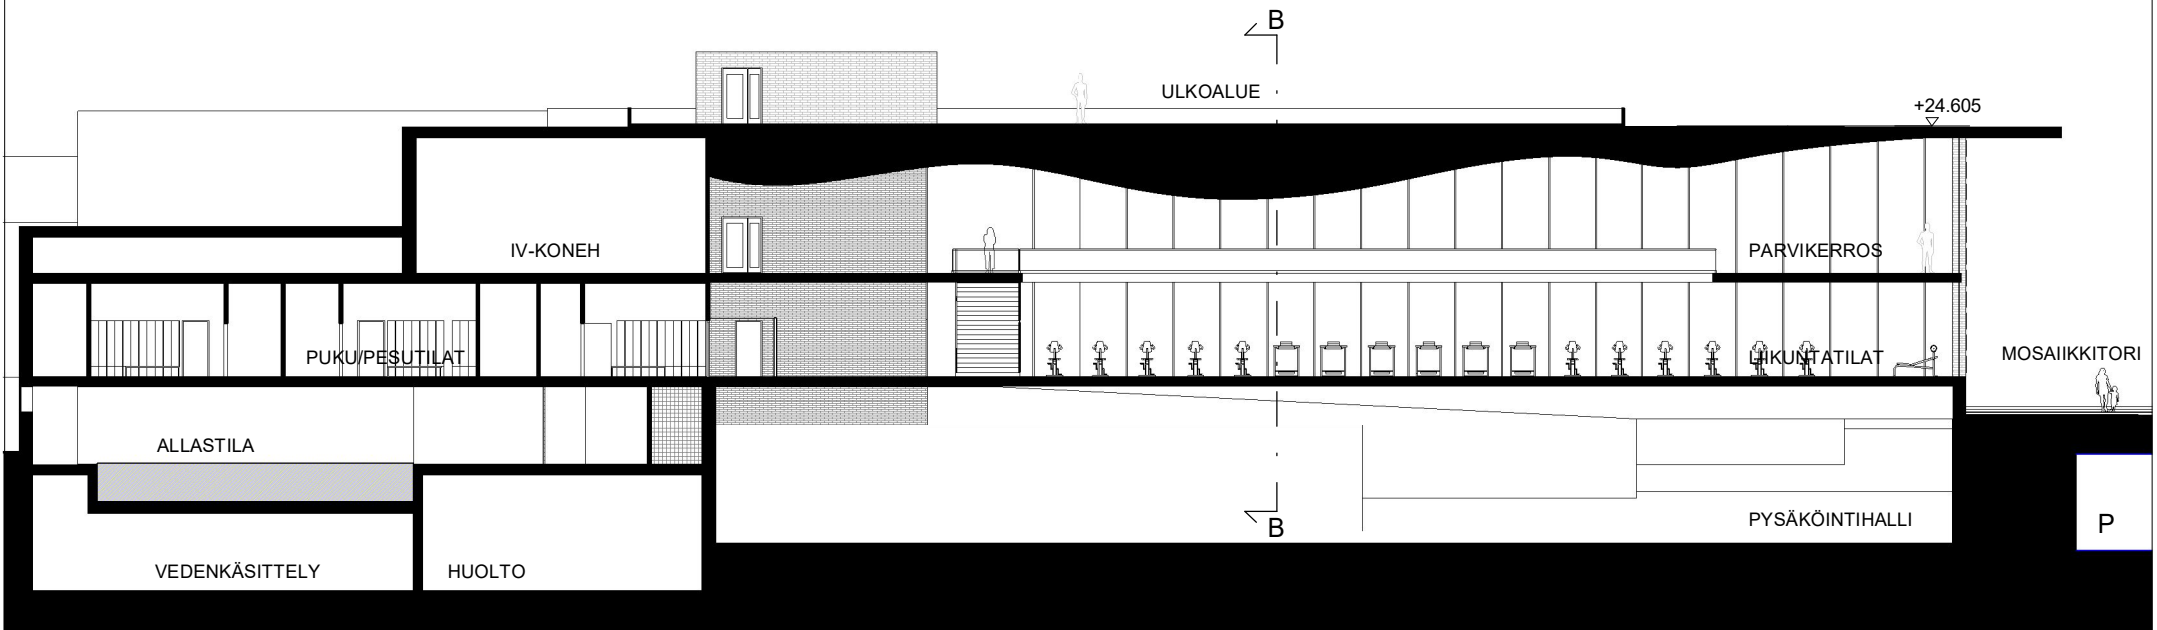 B
ULKOALUE
+24.605
IV-KONEH
PARVIKERROS
PUKU/PESUTILAT
LIIKUNTATILAT
MOSAIIKKITORI
ALLASTILA
PYSÄKÖINTIHALLI
B
P
VEDENKÄSITTELY
HUOLTO